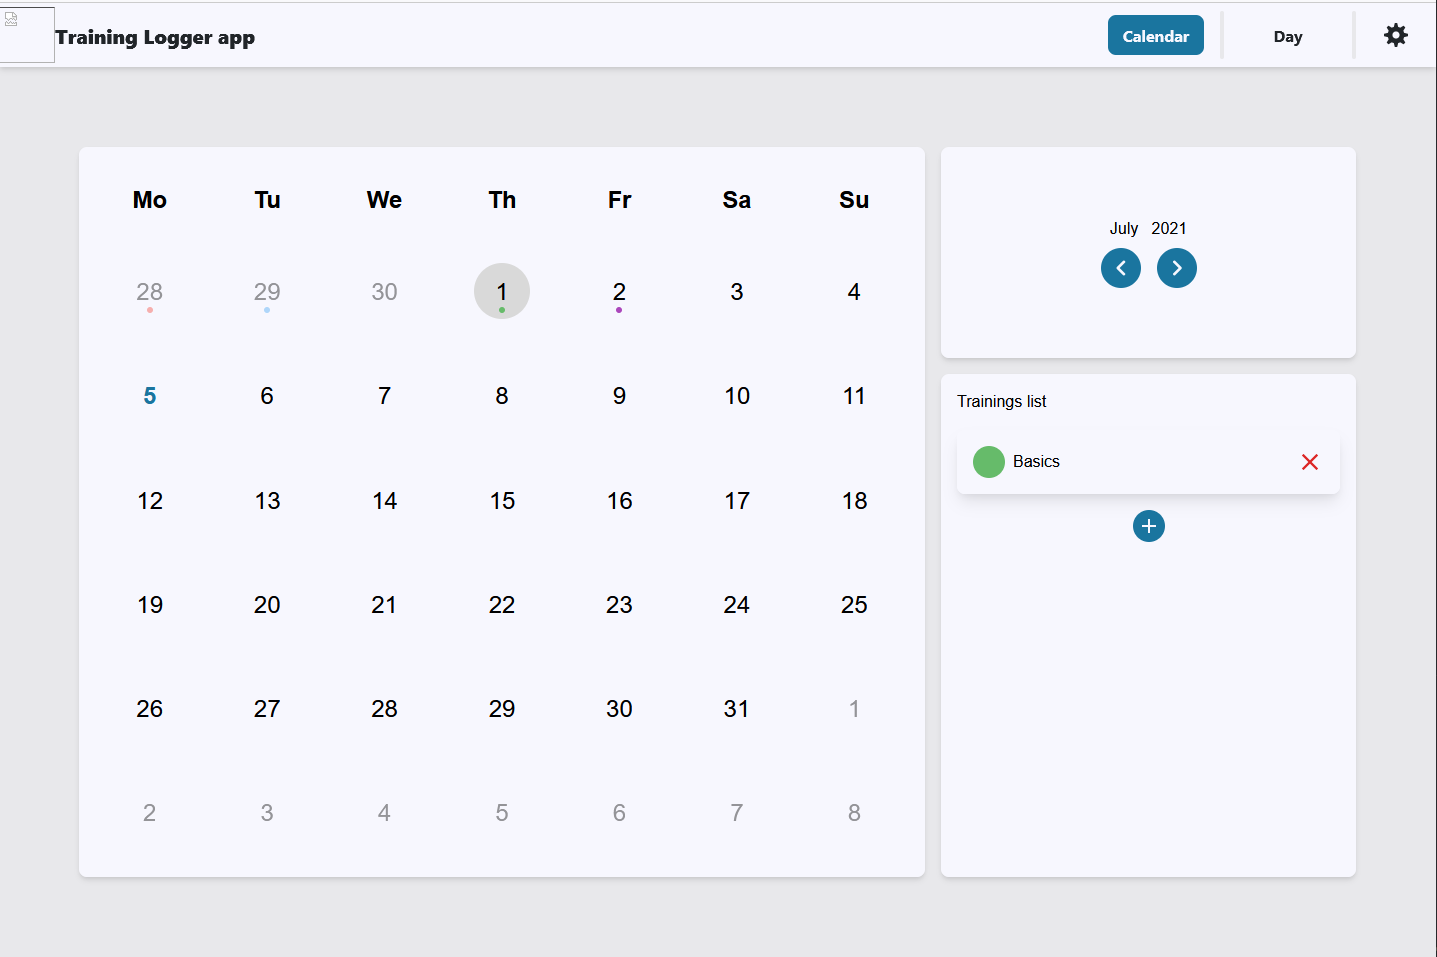 Training Logger app
Calendar
Day
Mo Tu We Th Fr Sa Su
28 29 30 1 2 3 4
5 6 7 8 9 10 11
12 13 14 15 16 17 18
19 20 21 22 23 24 25
26 27 28 29 30 31 1
2 3 4 5 6 7 8
July 2021
Trainings list
Basics